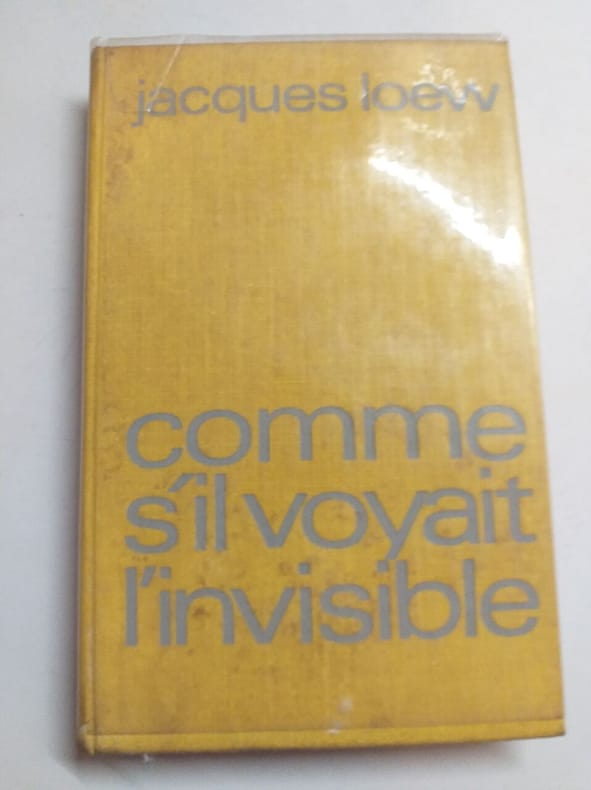 jacques loew
comme
s'il voyait
l'invisible